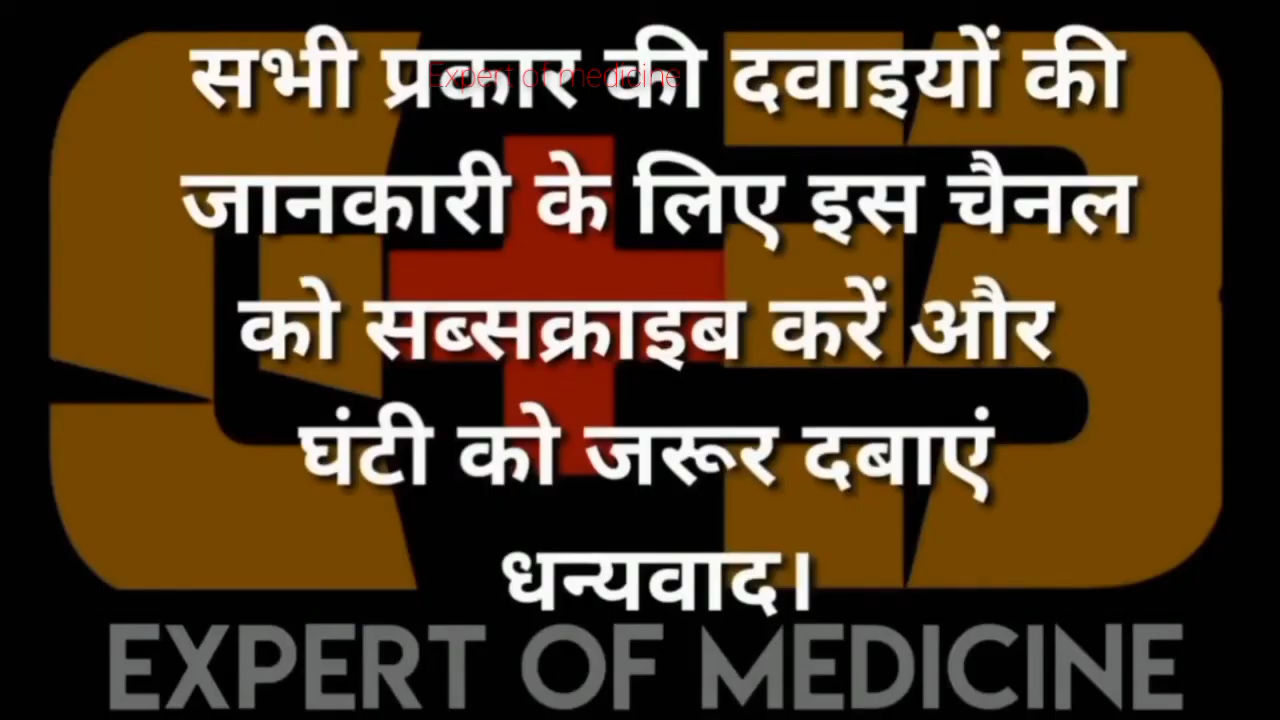 सभी प्रकार की दवाइयों की
Expert of medicine
जानकारी के लिए इस चैनल
को सब्सक्राइब करें और
घंटी को जरूर दबाएं
धन्यवाद।
EXPERT OF MEDICINE